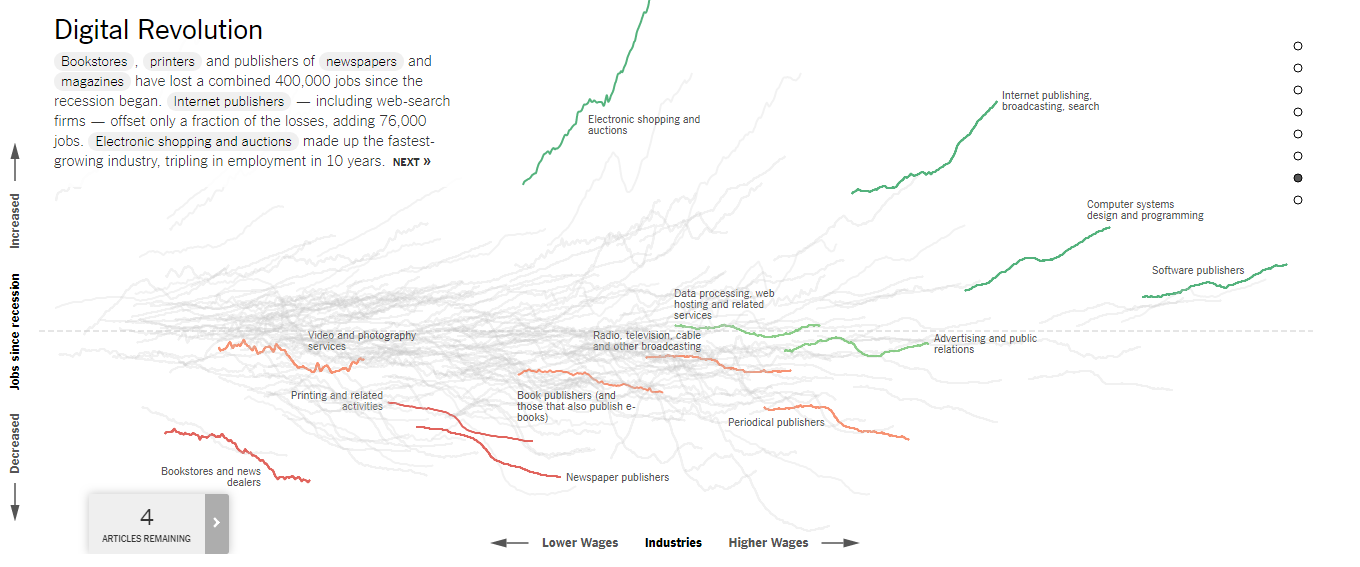 Digital Revolution
Bookstores , printers and publishers of newspapers and
magazines have lost a combined 400,000 jobs since the
recession began. Internet publishers — including web-search
firms — offset only a fraction of the losses, adding 76,000
jobs. Electronic shopping and auctions made up the fastest-
growing industry, tripling in employment in 10 years. NEXT »
Electronic shopping and
auctions
Internet publishing,
broadcasting, search
Computer systems
design and programming
Software publishers
Data processing, web
hosting and related
services
Radio, television, cable
and other broadcasting
Advertising and public
relations
Video and photography
services
Printing and related
activities
Book publishers (and
those that also publish e-
books)
Periodical publishers
Bookstores and news
dealers
Newspaper publishers
Increased
Jobs since recession
Decreased
4
ARTICLES REMAINING
Lower Wages Industries Higher Wages